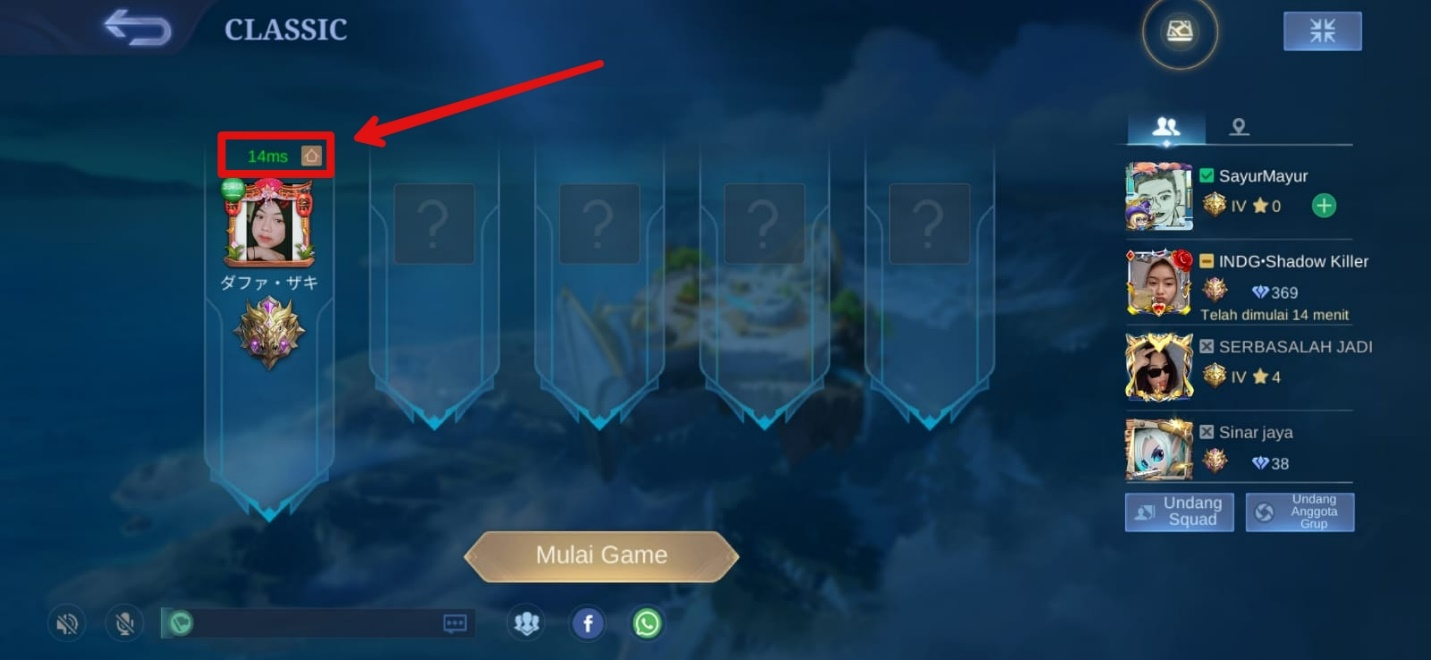 CLASSIC
14ms
ダファ・ザキ
?
?
?
?
SayurMayur
IV 0
INDG•Shadow Killer
369
Telah dimulai 14 menit
SERBASALAH JADI
IV 4
Sinar jaya
38
Undang
Squad
Undang
Anggota
Grup
Mulai Game
f